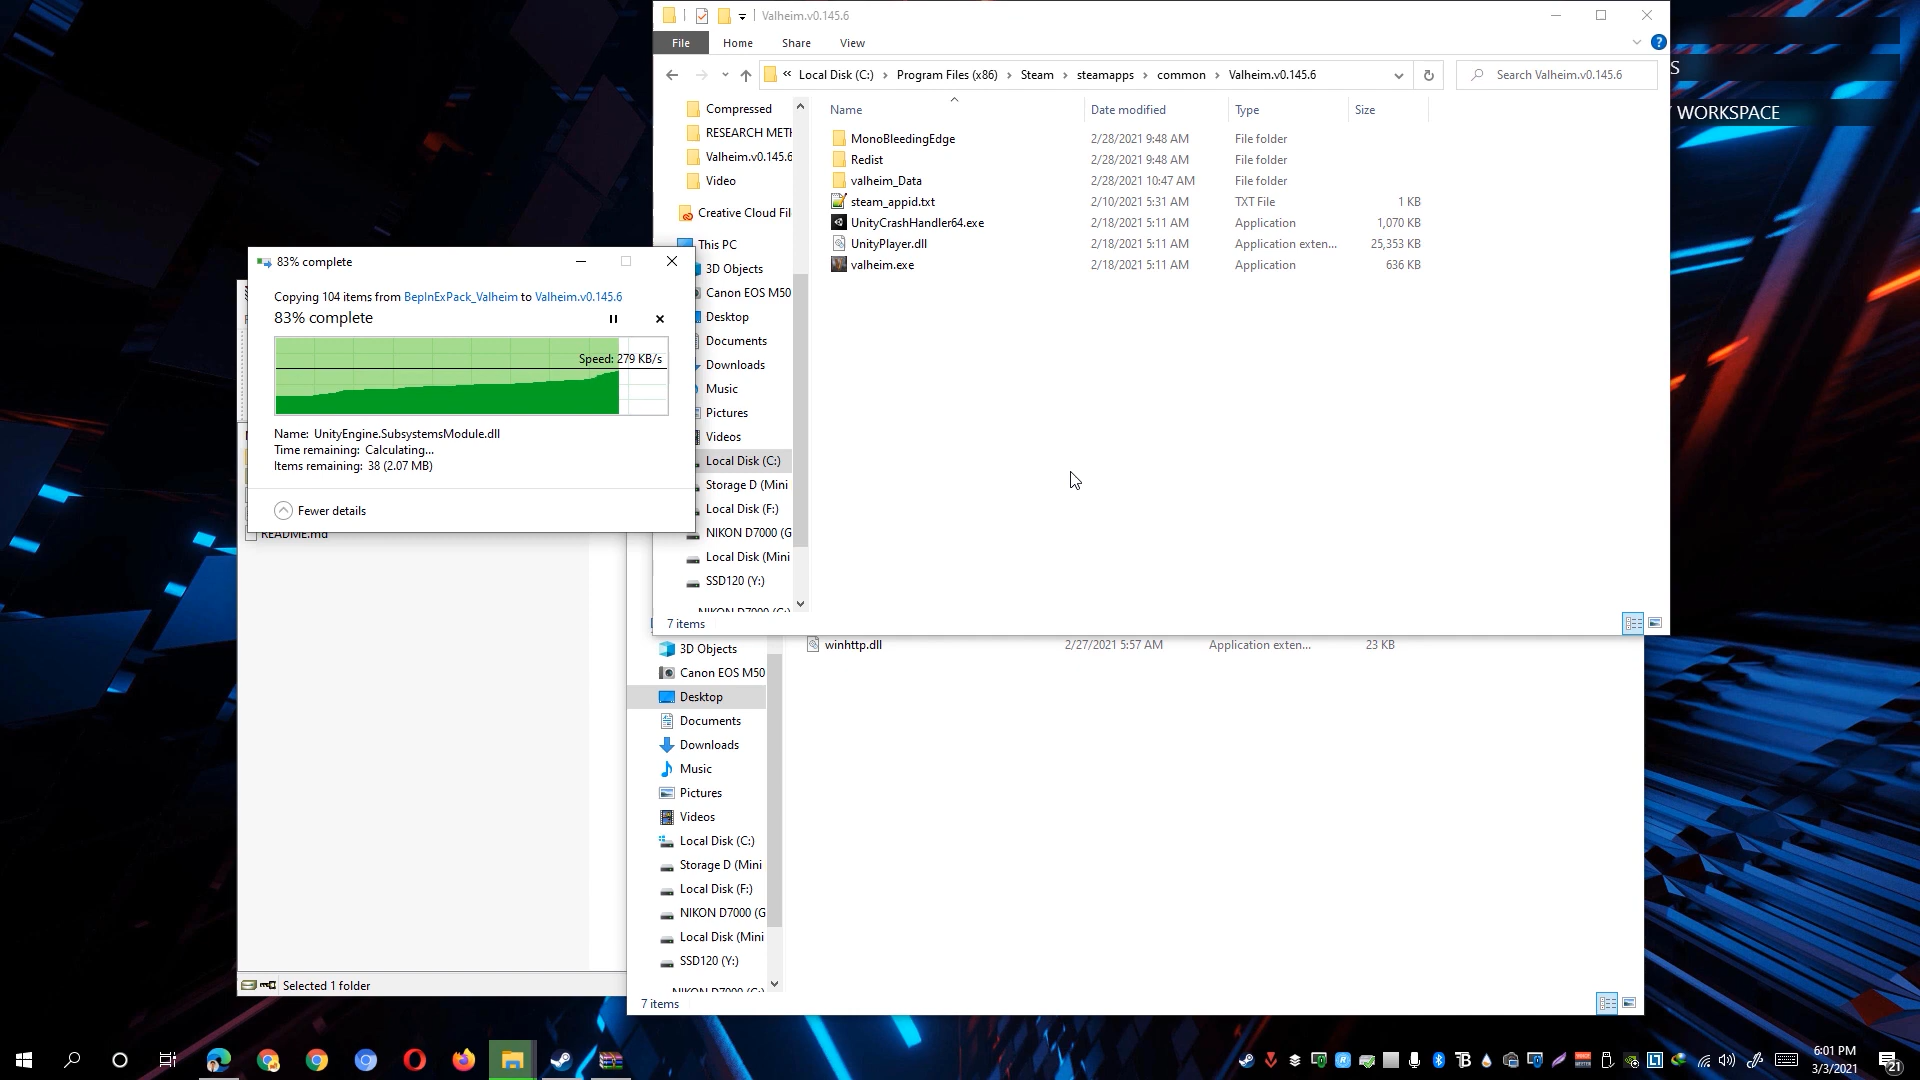 Valheim.v0.145.6
File Home Share View
« Local Disk (C:) › Program Files (x86) › Steam › steamapps › common › Valheim.v0.145.6
Search Valheim.v0.145.6
S
WORKSPACE
Compressed
RESEARCH METH
Valheim.v0.145.6
Video
Creative Cloud Fil
This PC
3D Objects
Canon EOS M50
Desktop
Documents
Downloads
Music
Pictures
Videos
Local Disk (C:)
Storage D (Mini
Local Disk (F:)
NIKON D7000 (G
Local Disk (Mini
SSD120 (Y:)
NIKON D7000 (G:)
Name Date modified Type Size
MonoBleedingEdge 2/28/2021 9:48 AM File folder
Redist 2/28/2021 9:48 AM File folder
valheim_Data 2/28/2021 10:47 AM File folder
steam_appid.txt 2/10/2021 5:31 AM TXT File 1 KB
UnityCrashHandler64.exe 2/18/2021 5:11 AM Application 1,070 KB
UnityPlayer.dll 2/18/2021 5:11 AM Application exten... 25,353 KB
valheim.exe 2/18/2021 5:11 AM Application 636 KB
7 items
83% complete
Copying 104 items from BepInExPack_Valheim to Valheim.v0.145.6
83% complete
Speed: 279 KB/s
Name: UnityEngine.SubsystemsModule.dll
Time remaining: Calculating...
Items remaining: 38 (2.07 MB)
Fewer details
README.md
Selected 1 folder
winhttp.dll 2/27/2021 5:57 AM Application exten... 23 KB
3D Objects
Canon EOS M50
Desktop
Documents
Downloads
Music
Pictures
Videos
Local Disk (C:)
Storage D (Mini
Local Disk (F:)
NIKON D7000 (G
Local Disk (Mini
SSD120 (Y:)
NIKON D7000 (G:)
7 items
6:01 PM
3/3/2021
21